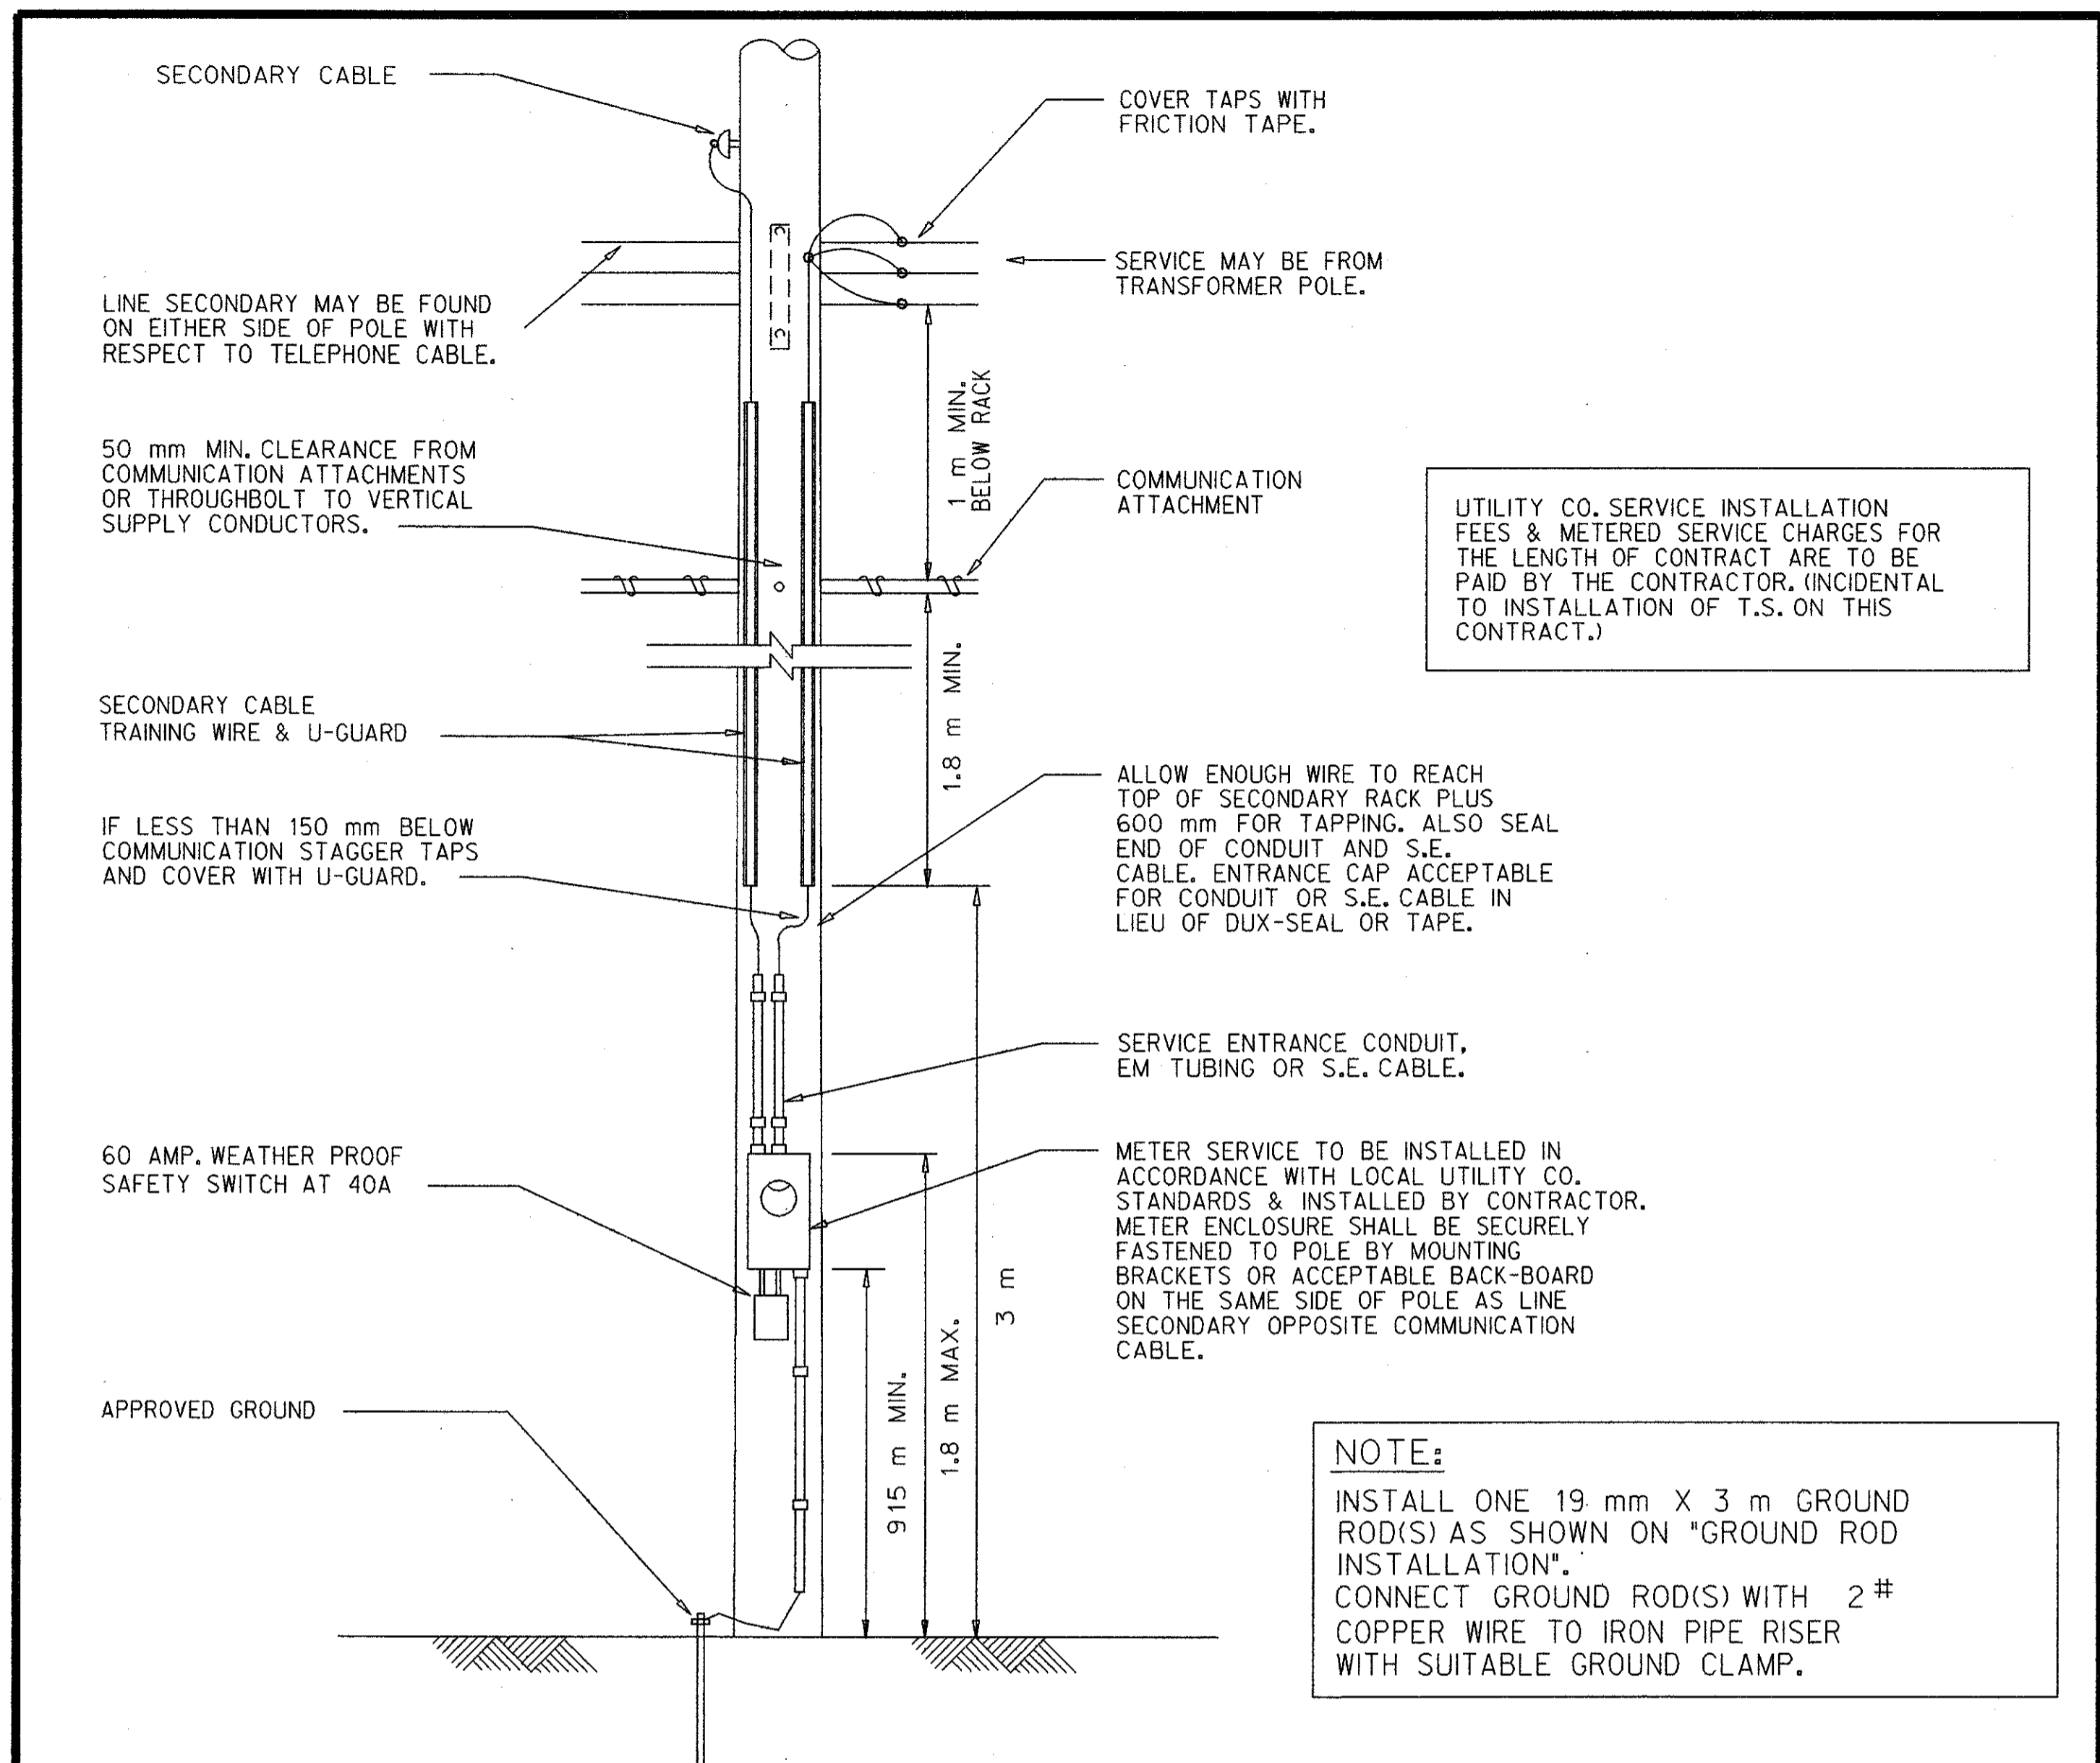 SECONDARY CABLE
COVER TAPS WITH
FRICTION TAPE.
SERVICE MAY BE FROM
TRANSFORMER POLE.
LINE SECONDARY MAY BE FOUND
ON EITHER SIDE OF POLE WITH
RESPECT TO TELEPHONE CABLE.
1 m MIN.
BELOW RACK
50 mm MIN. CLEARANCE FROM
COMMUNICATION ATTACHMENTS
OR THROUGHBOLT TO VERTICAL
SUPPLY CONDUCTORS.
COMMUNICATION
ATTACHMENT
UTILITY CO. SERVICE INSTALLATION
FEES & METERED SERVICE CHARGES FOR
THE LENGTH OF CONTRACT ARE TO BE
PAID BY THE CONTRACTOR. (INCIDENTAL
TO INSTALLATION OF T.S. ON THIS
CONTRACT.)
1.8 m MIN.
SECONDARY CABLE
TRAINING WIRE & U-GUARD
IF LESS THAN 150 mm BELOW
COMMUNICATION STAGGER TAPS
AND COVER WITH U-GUARD.
ALLOW ENOUGH WIRE TO REACH
TOP OF SECONDARY RACK PLUS
600 mm FOR TAPPING. ALSO SEAL
END OF CONDUIT AND S.E.
CABLE. ENTRANCE CAP ACCEPTABLE
FOR CONDUIT OR S.E. CABLE IN
LIEU OF DUX-SEAL OR TAPE.
SERVICE ENTRANCE CONDUIT,
EM TUBING OR S.E. CABLE.
60 AMP. WEATHER PROOF
SAFETY SWITCH AT 40A
METER SERVICE TO BE INSTALLED IN
ACCORDANCE WITH LOCAL UTILITY CO.
STANDARDS & INSTALLED BY CONTRACTOR.
METER ENCLOSURE SHALL BE SECURELY
FASTENED TO POLE BY MOUNTING
BRACKETS OR ACCEPTABLE BACK-BOARD
ON THE SAME SIDE OF POLE AS LINE
SECONDARY OPPOSITE COMMUNICATION
CABLE.
915 m MIN.
1.8 m MAX.
3 m
APPROVED GROUND
NOTE:
INSTALL ONE 19 mm X 3 m GROUND
ROD(S) AS SHOWN ON "GROUND ROD
INSTALLATION".
CONNECT GROUND ROD(S) WITH 2 #
COPPER WIRE TO IRON PIPE RISER
WITH SUITABLE GROUND CLAMP.